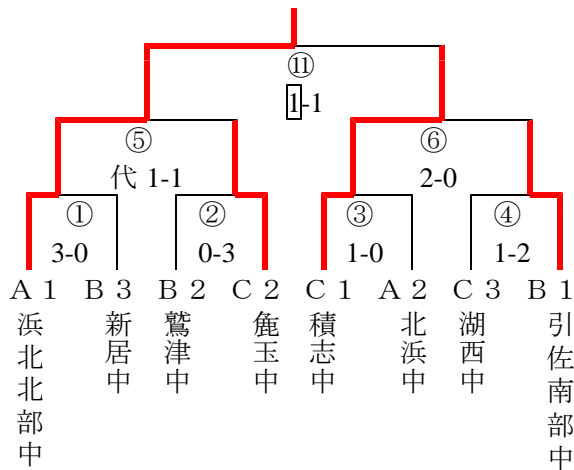 ⑪
1-1
⑤ ⑥
代 1-1 2-0
① ② ③ ④
3-0 0-3 1-0 1-2
A 1 B 3 B 2 C 2 C 1 A 2 C 3 B 1
浜北北部中
新居中
鷲津中
麁玉中
積志中
北浜中
湖西中
引佐南部中